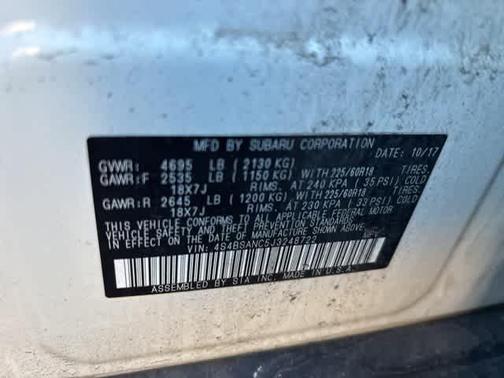 MFD BY SUBARU CORPORATION DATE: 10/17
GVWR: 4695 LB (2130 KG)
GAWR:F 2535 LB (1150 KG) WITH 225/60R18 TIRES,
18X7J RIMS. AT 240 KPA (35 PSI) COLD
GAWR:R 2645 LB (1200 KG) WITH 225/60R18 TIRES,
18X7J RIMS. AT 230 KPA (33 PSI) COLD
THIS VEHICLE CONFORMS TO ALL APPLICABLE
FEDERAL MOTOR VEHICLE SAFETY, BUMPER, AND THEFT
PREVENTION STANDARDS IN EFFECT ON THE DATE OF
MANUFACTURE SHOWN ABOVE.
VIN: 4S4BSANC5J3248722
ASSEMBLED BY SIA INC. MADE IN U.S.A.